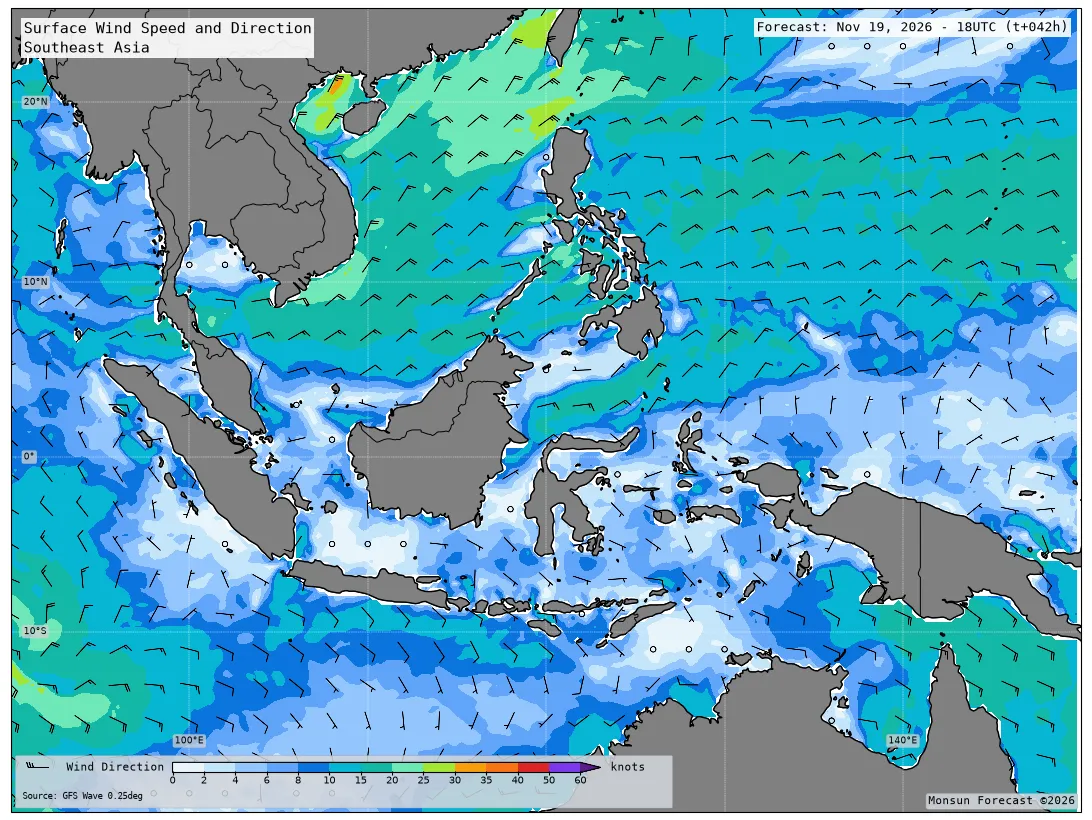 Surface Wind Speed and Direction
Southeast Asia
Forecast: Nov 19, 2026 - 18UTC (t+042h)
20°N
10°N
0°
10°S
100°E
140°E
Wind Direction
0 2 4 6 8 10 15 20 25 30 35 40 50 60
knots
Source: GFS Wave 0.25deg
Monsun Forecast ©2026